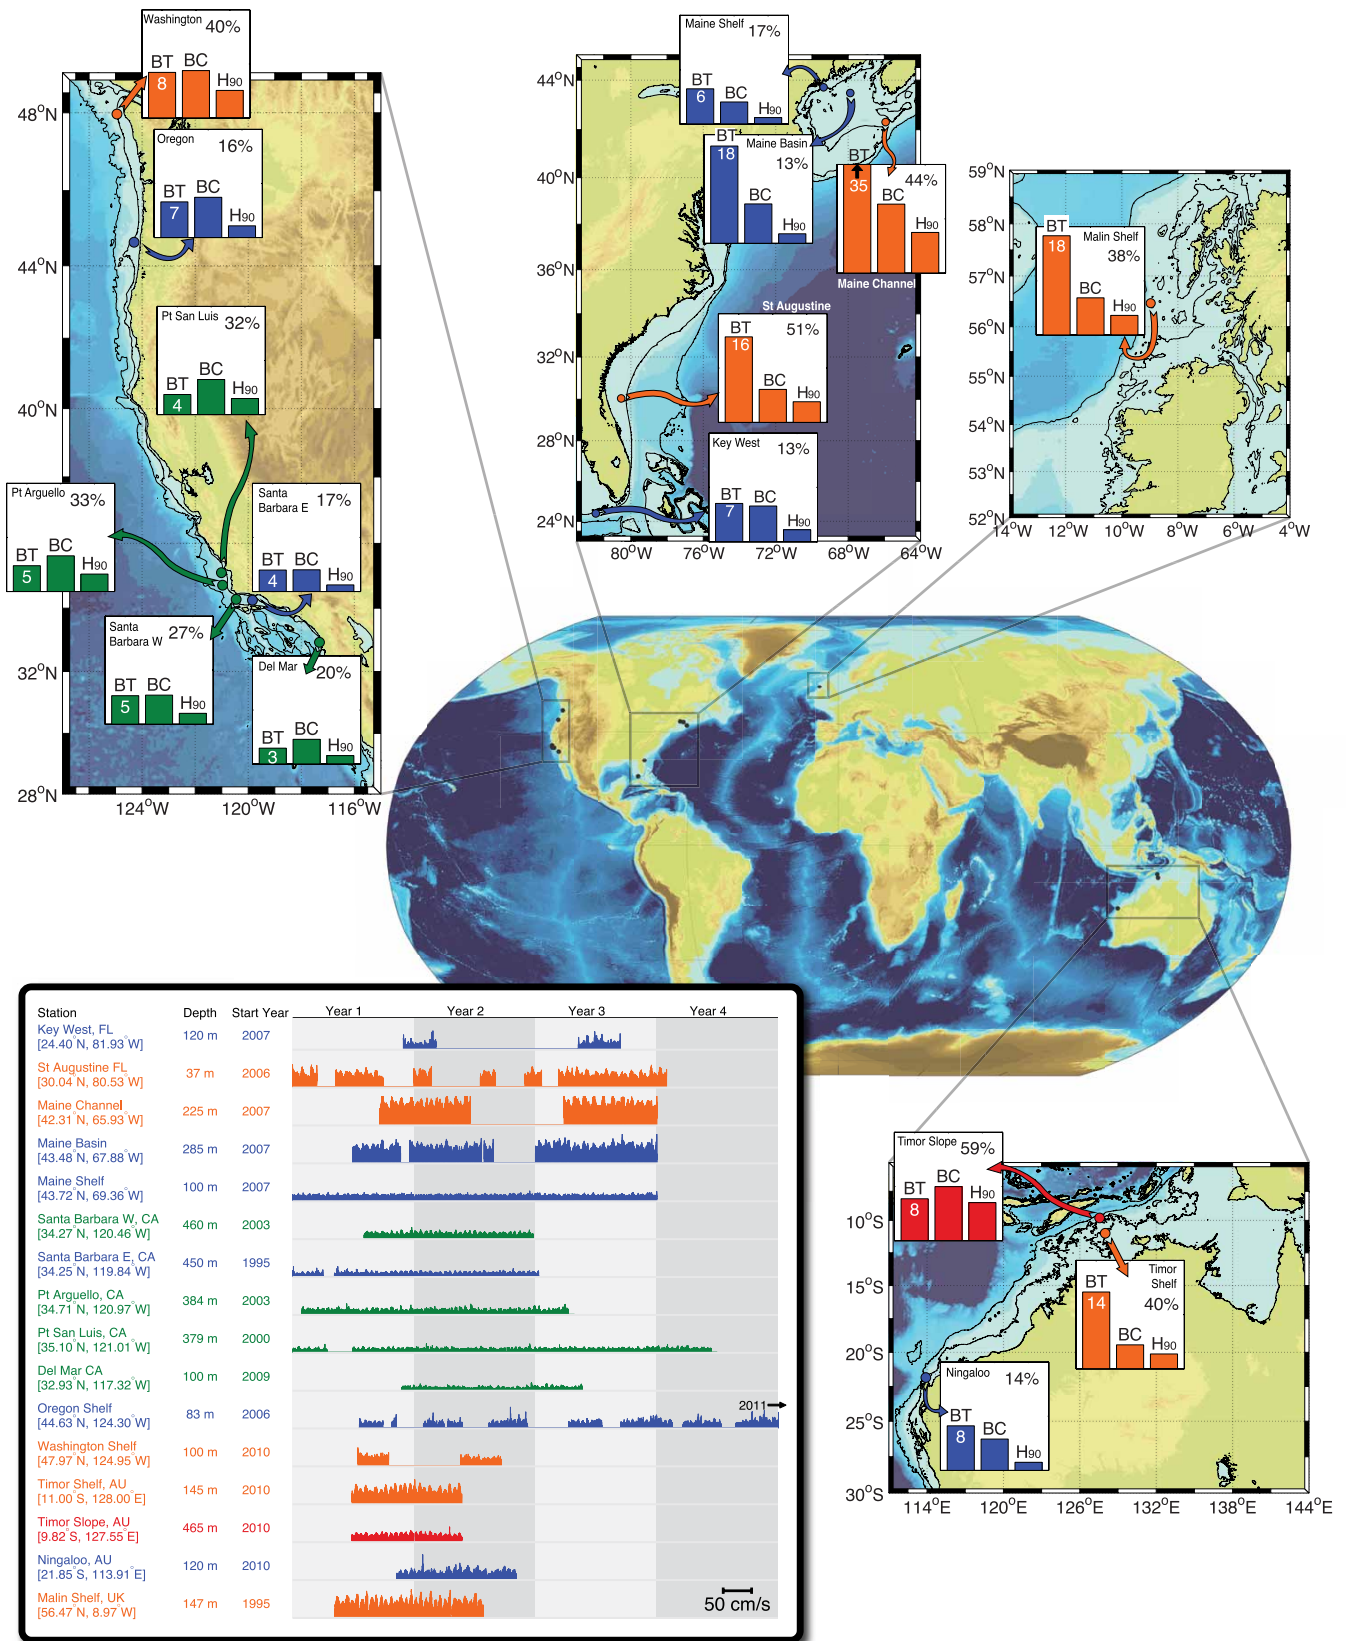 Washington 40%
BT BC H90
8
Oregon 16%
BT BC H90
7
Pt San Luis 32%
BT BC H90
4
Pt Arguello 33%
BT BC H90
5
Santa
Barbara E 17%
BT BC H90
4
Santa
Barbara W 27%
BT BC H90
5
Del Mar 20%
BT BC H90
3
48°N
44°N
40°N
32°N
28°N
124°W 120°W 116°W
Maine Shelf 17%
BT BC H90
6
Maine Basin 13%
BT BC H90
18
44%
BT BC H90
35
Maine Channel
St Augustine
51%
BT BC H90
16
Key West 13%
BT BC H90
7
44°N
40°N
36°N
32°N
28°N
24°N
80°W 76°W 72°W 68°W 64°W
Malin Shelf
38%
BT BC H90
18
59°N
58°N
57°N
56°N
55°N
54°N
53°N
52°N
14°W 12°W 10°W 8°W 6°W 4°W
Timor Slope 59%
BT BC H90
8
Timor
Shelf
40%
BT BC H90
14
Ningaloo 14%
BT BC H90
8
10°S
15°S
20°S
25°S
30°S
114°E 120°E 126°E 132°E 138°E 144°E
Station Depth Start Year Year 1 Year 2 Year 3 Year 4
Key West, FL
[24.40°N, 81.93°W] 120 m 2007
St Augustine FL
[30.04°N, 80.53°W] 37 m 2006
Maine Channel
[42.31°N, 65.93°W] 225 m 2007
Maine Basin
[43.48°N, 67.88°W] 285 m 2007
Maine Shelf
[43.72°N, 69.36°W] 100 m 2007
Santa Barbara W, CA
[34.27°N, 120.46°W] 460 m 2003
Santa Barbara E, CA
[34.25°N, 119.84°W] 450 m 1995
Pt Arguello, CA
[34.71°N, 120.97°W] 384 m 2003
Pt San Luis, CA
[35.10°N, 121.01°W] 379 m 2000
Del Mar CA
[32.93°N, 117.32°W] 100 m 2009
Oregon Shelf
[44.63°N, 124.30°W] 83 m 2006
2011
Washington Shelf
[47.97°N, 124.95°W] 100 m 2010
Timor Shelf, AU
[11.00°S, 128.00°E] 145 m 2010
Timor Slope, AU
[9.82°S, 127.55°E] 465 m 2010
Ningaloo, AU
[21.85°S, 113.91°E] 120 m 2010
Malin Shelf, UK
[56.47°N, 8.97°W] 147 m 1995
50 cm/s